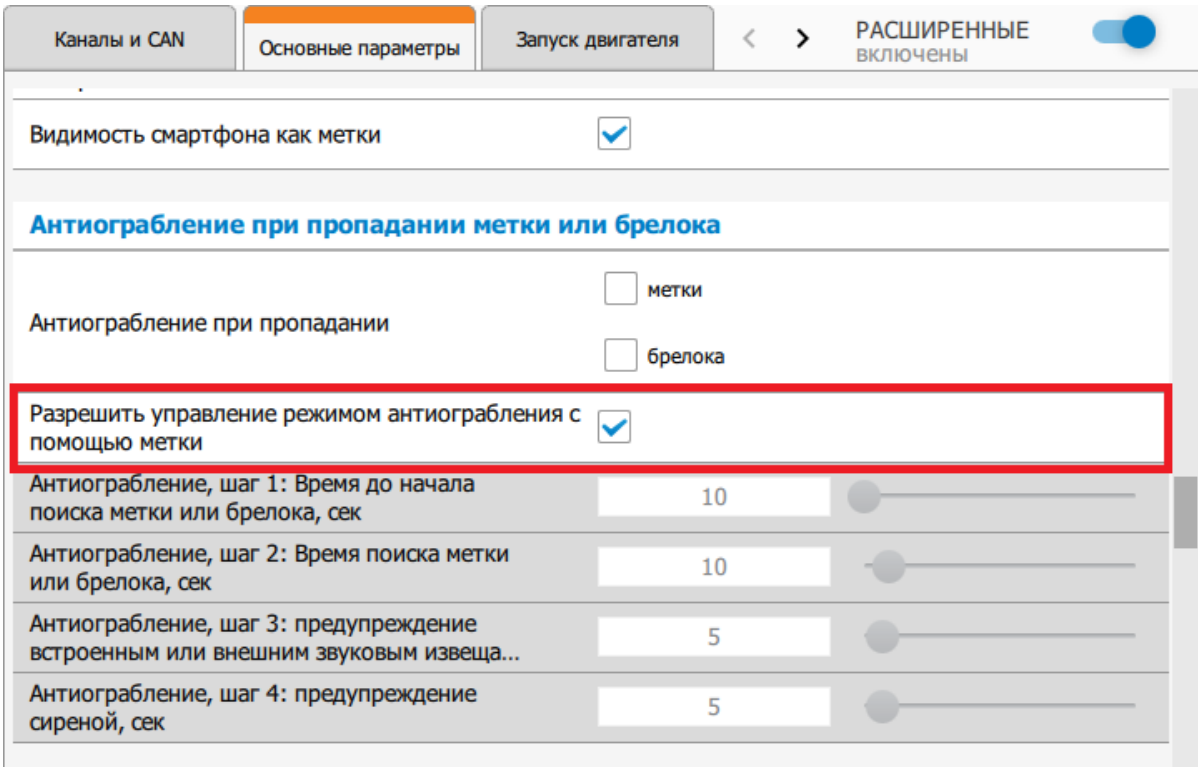 Каналы и CAN
Основные параметры
Запуск двигателя
РАСШИРЕННЫЕ
включены
Видимость смартфона как метки
Антиограбление при пропадании метки или брелока
Антиограбление при пропадании
метки
брелока
Разрешить управление режимом антиограбления с
помощью метки
Антиограбление, шаг 1: Время до начала
поиска метки или брелока, сек
10
Антиограбление, шаг 2: Время поиска метки
или брелока, сек
10
Антиограбление, шаг 3: предупреждение
встроенным или внешним звуковым извеща...
5
Антиограбление, шаг 4: предупреждение
сиреной, сек
5